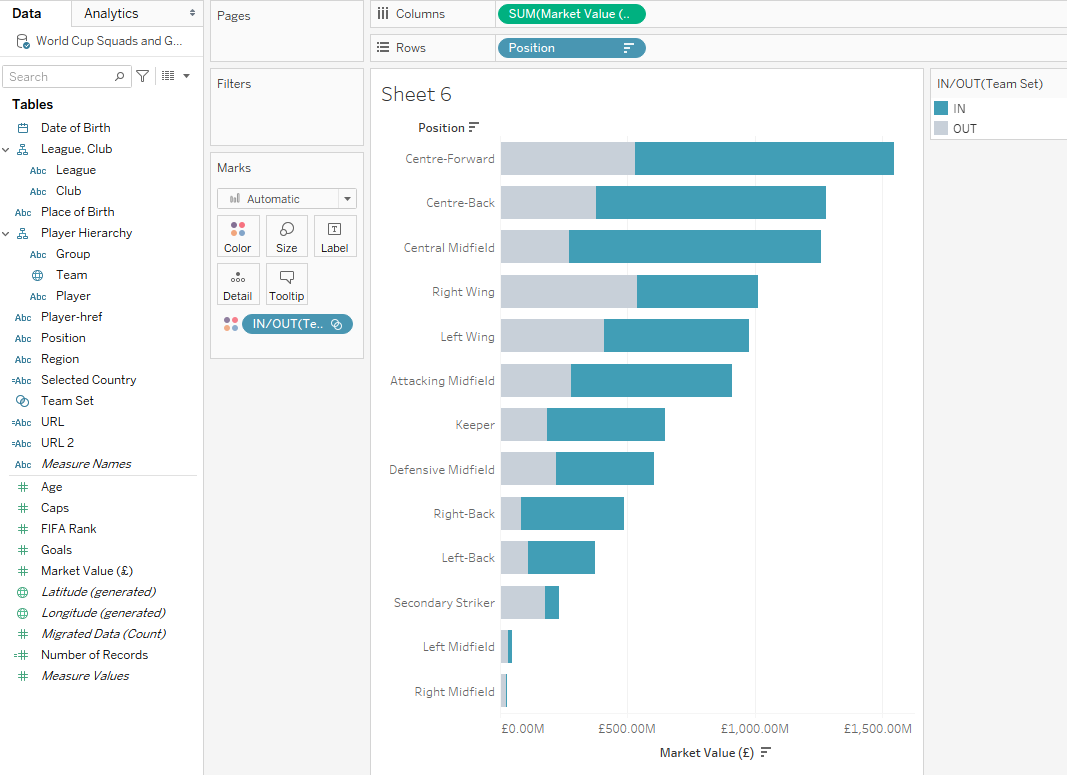 Data
Analytics
World Cup Squads and G...
Search
Tables
Date of Birth
League, Club
Abc League
Abc Club
Abc Place of Birth
Player Hierarchy
Abc Group
Team
Abc Player
Abc Player-href
Abc Position
Abc Region
=Abc Selected Country
Team Set
=Abc URL
=Abc URL 2
Abc Measure Names
# Age
# Caps
# FIFA Rank
# Goals
# Market Value (£)
Latitude (generated)
Longitude (generated)
# Migrated Data (Count)
=# Number of Records
# Measure Values
Pages
Filters
Marks
Automatic
Color
Size
T
Label
Detail
Tooltip
IN/OUT(Te..
Columns
SUM(Market Value (..
Rows
Position
Sheet 6
Position
Centre-Forward
Centre-Back
Central Midfield
Right Wing
Left Wing
Attacking Midfield
Keeper
Defensive Midfield
Right-Back
Left-Back
Secondary Striker
Left Midfield
Right Midfield
£0.00M £500.00M £1,000.00M £1,500.00M
Market Value (£)
IN/OUT(Team Set)
IN
OUT